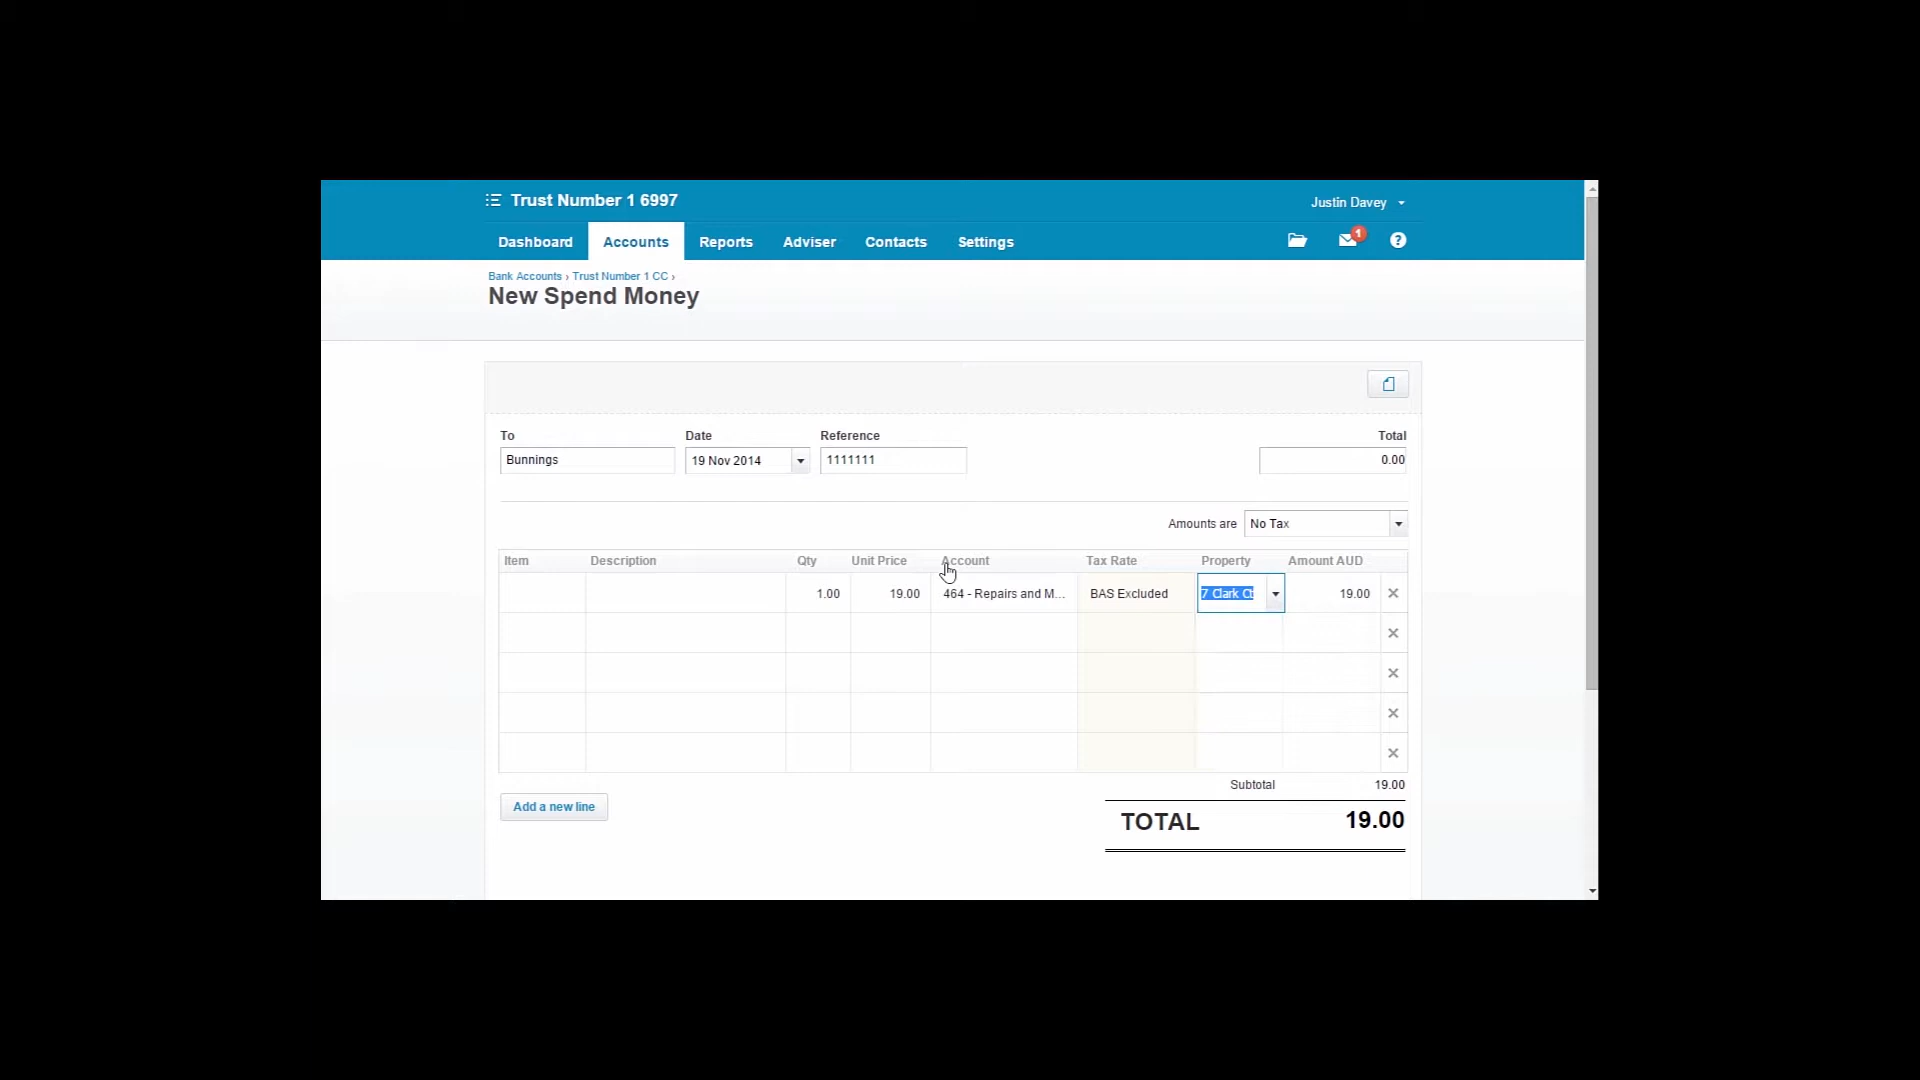 Trust Number 1 6997
Justin Davey
Dashboard Accounts Reports Adviser Contacts Settings
1
?
Bank Accounts › Trust Number 1 CC ›
New Spend Money
To Date Reference Total
Bunnings 19 Nov 2014 1111111 0.00
Amounts are No Tax
Item Description Qty Unit Price Account Tax Rate Property Amount AUD
1.00 19.00 464 - Repairs and M... BAS Excluded 7 Clark Ct 19.00
Subtotal 19.00
Add a new line
TOTAL 19.00